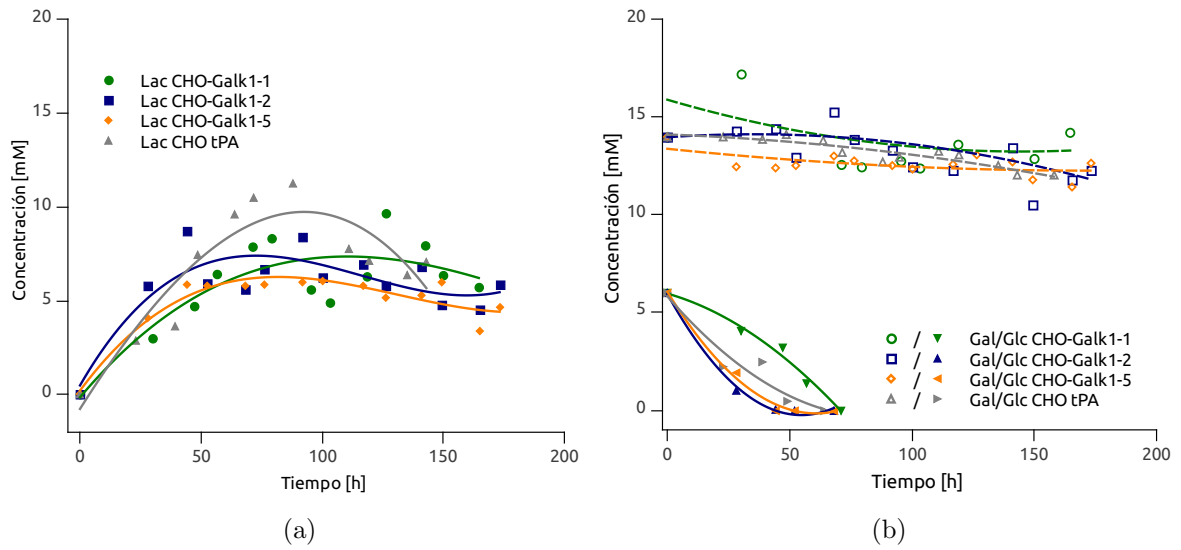 20
15
10
5
0
Concentración [mM]
Lac CHO-Galk1-1
Lac CHO-Galk1-2
Lac CHO-Galk1-5
Lac CHO tPA
0 50 100 150 200
Tiempo [h]
(a)
20
15
10
5
0
Concentración [mM]
/ Gal/Glc CHO-Galk1-1
/ Gal/Glc CHO-Galk1-2
/ Gal/Glc CHO-Galk1-5
/ Gal/Glc CHO tPA
0 50 100 150 200
Tiempo [h]
(b)